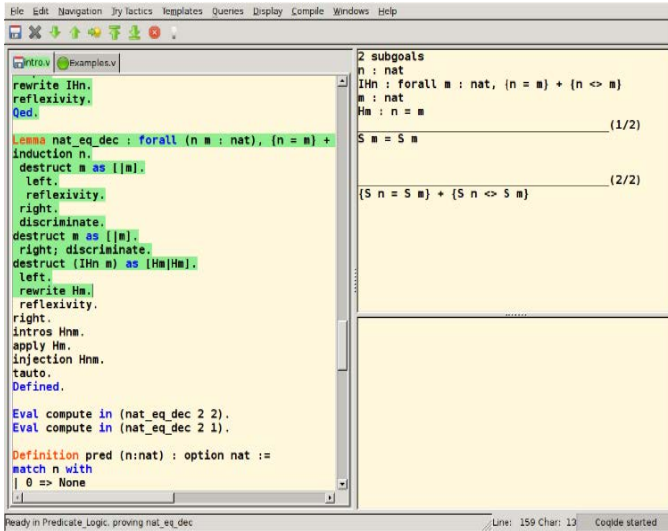 File Edit Navigation Try Tactics Templates Queries Display Compile Windows Help
Intro.v Examples.v
rewrite IHn.
reflexivity.
Qed.
Lemma nat_eq_dec : forall (n m : nat), {n = m} +
induction n.
destruct m as [|m].
left.
reflexivity.
right.
discriminate.
destruct m as [|m].
right; discriminate.
destruct (IHn m) as [Hm|Hm].
left.
rewrite Hm.
reflexivity.
right.
intros Hnm.
apply Hm.
injection Hnm.
tauto.
Defined.
Eval compute in (nat_eq_dec 2 2).
Eval compute in (nat_eq_dec 2 1).
Definition pred (n:nat) : option nat :=
match n with
| 0 => None
2 subgoals
n : nat
IHn : forall m : nat, {n = m} + {n <> m}
m : nat
Hm : n = m
(1/2)
S m = S m
(2/2)
{S n = S m} + {S n <> S m}
Ready in Predicate_Logic, proving nat_eq_dec
Line: 159 Char: 13 CoqIde started